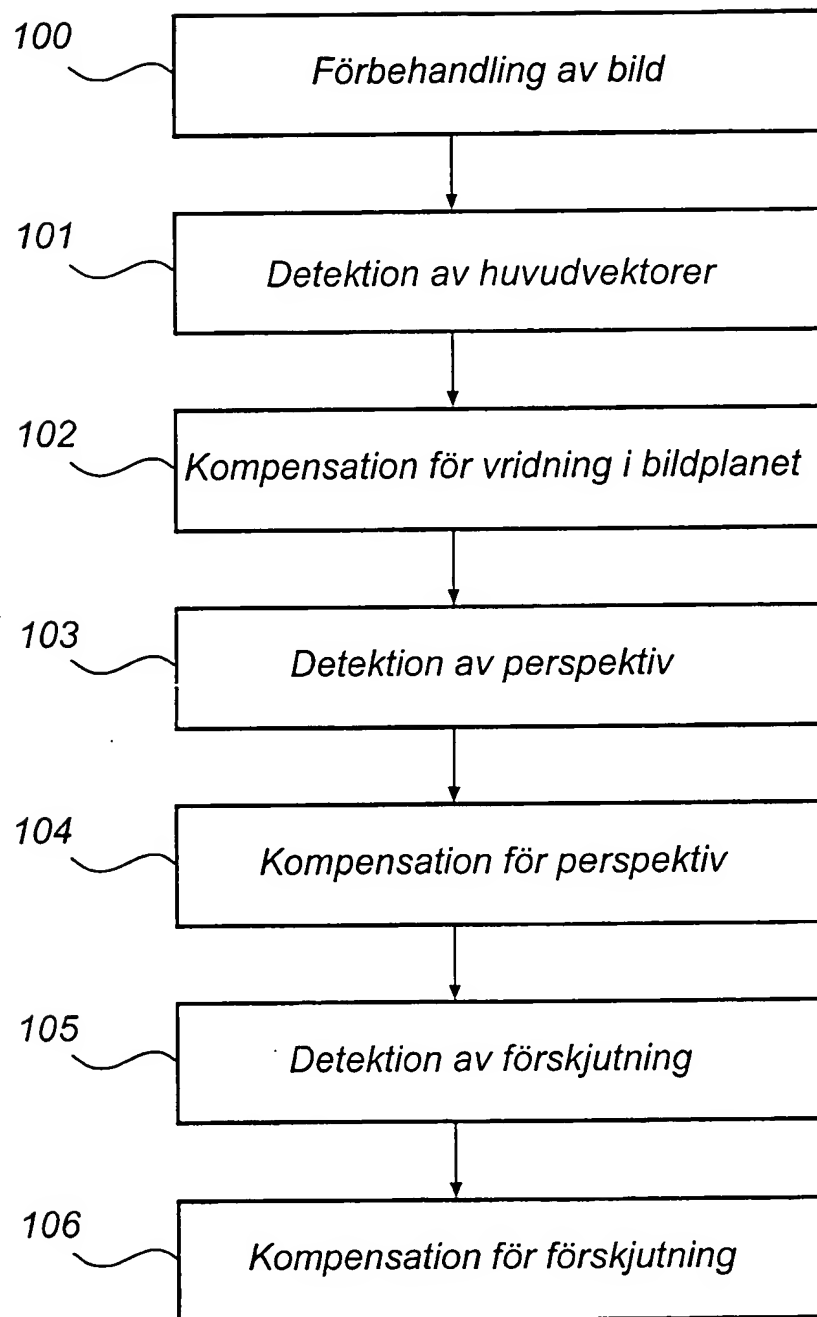 100
Förbehandling av bild
101
Detektion av huvudvektorer
102
Kompensation för vridning i bildplanet
103
Detektion av perspektiv
104
Kompensation för perspektiv
105
Detektion av förskjutning
106
Kompensation för förskjutning